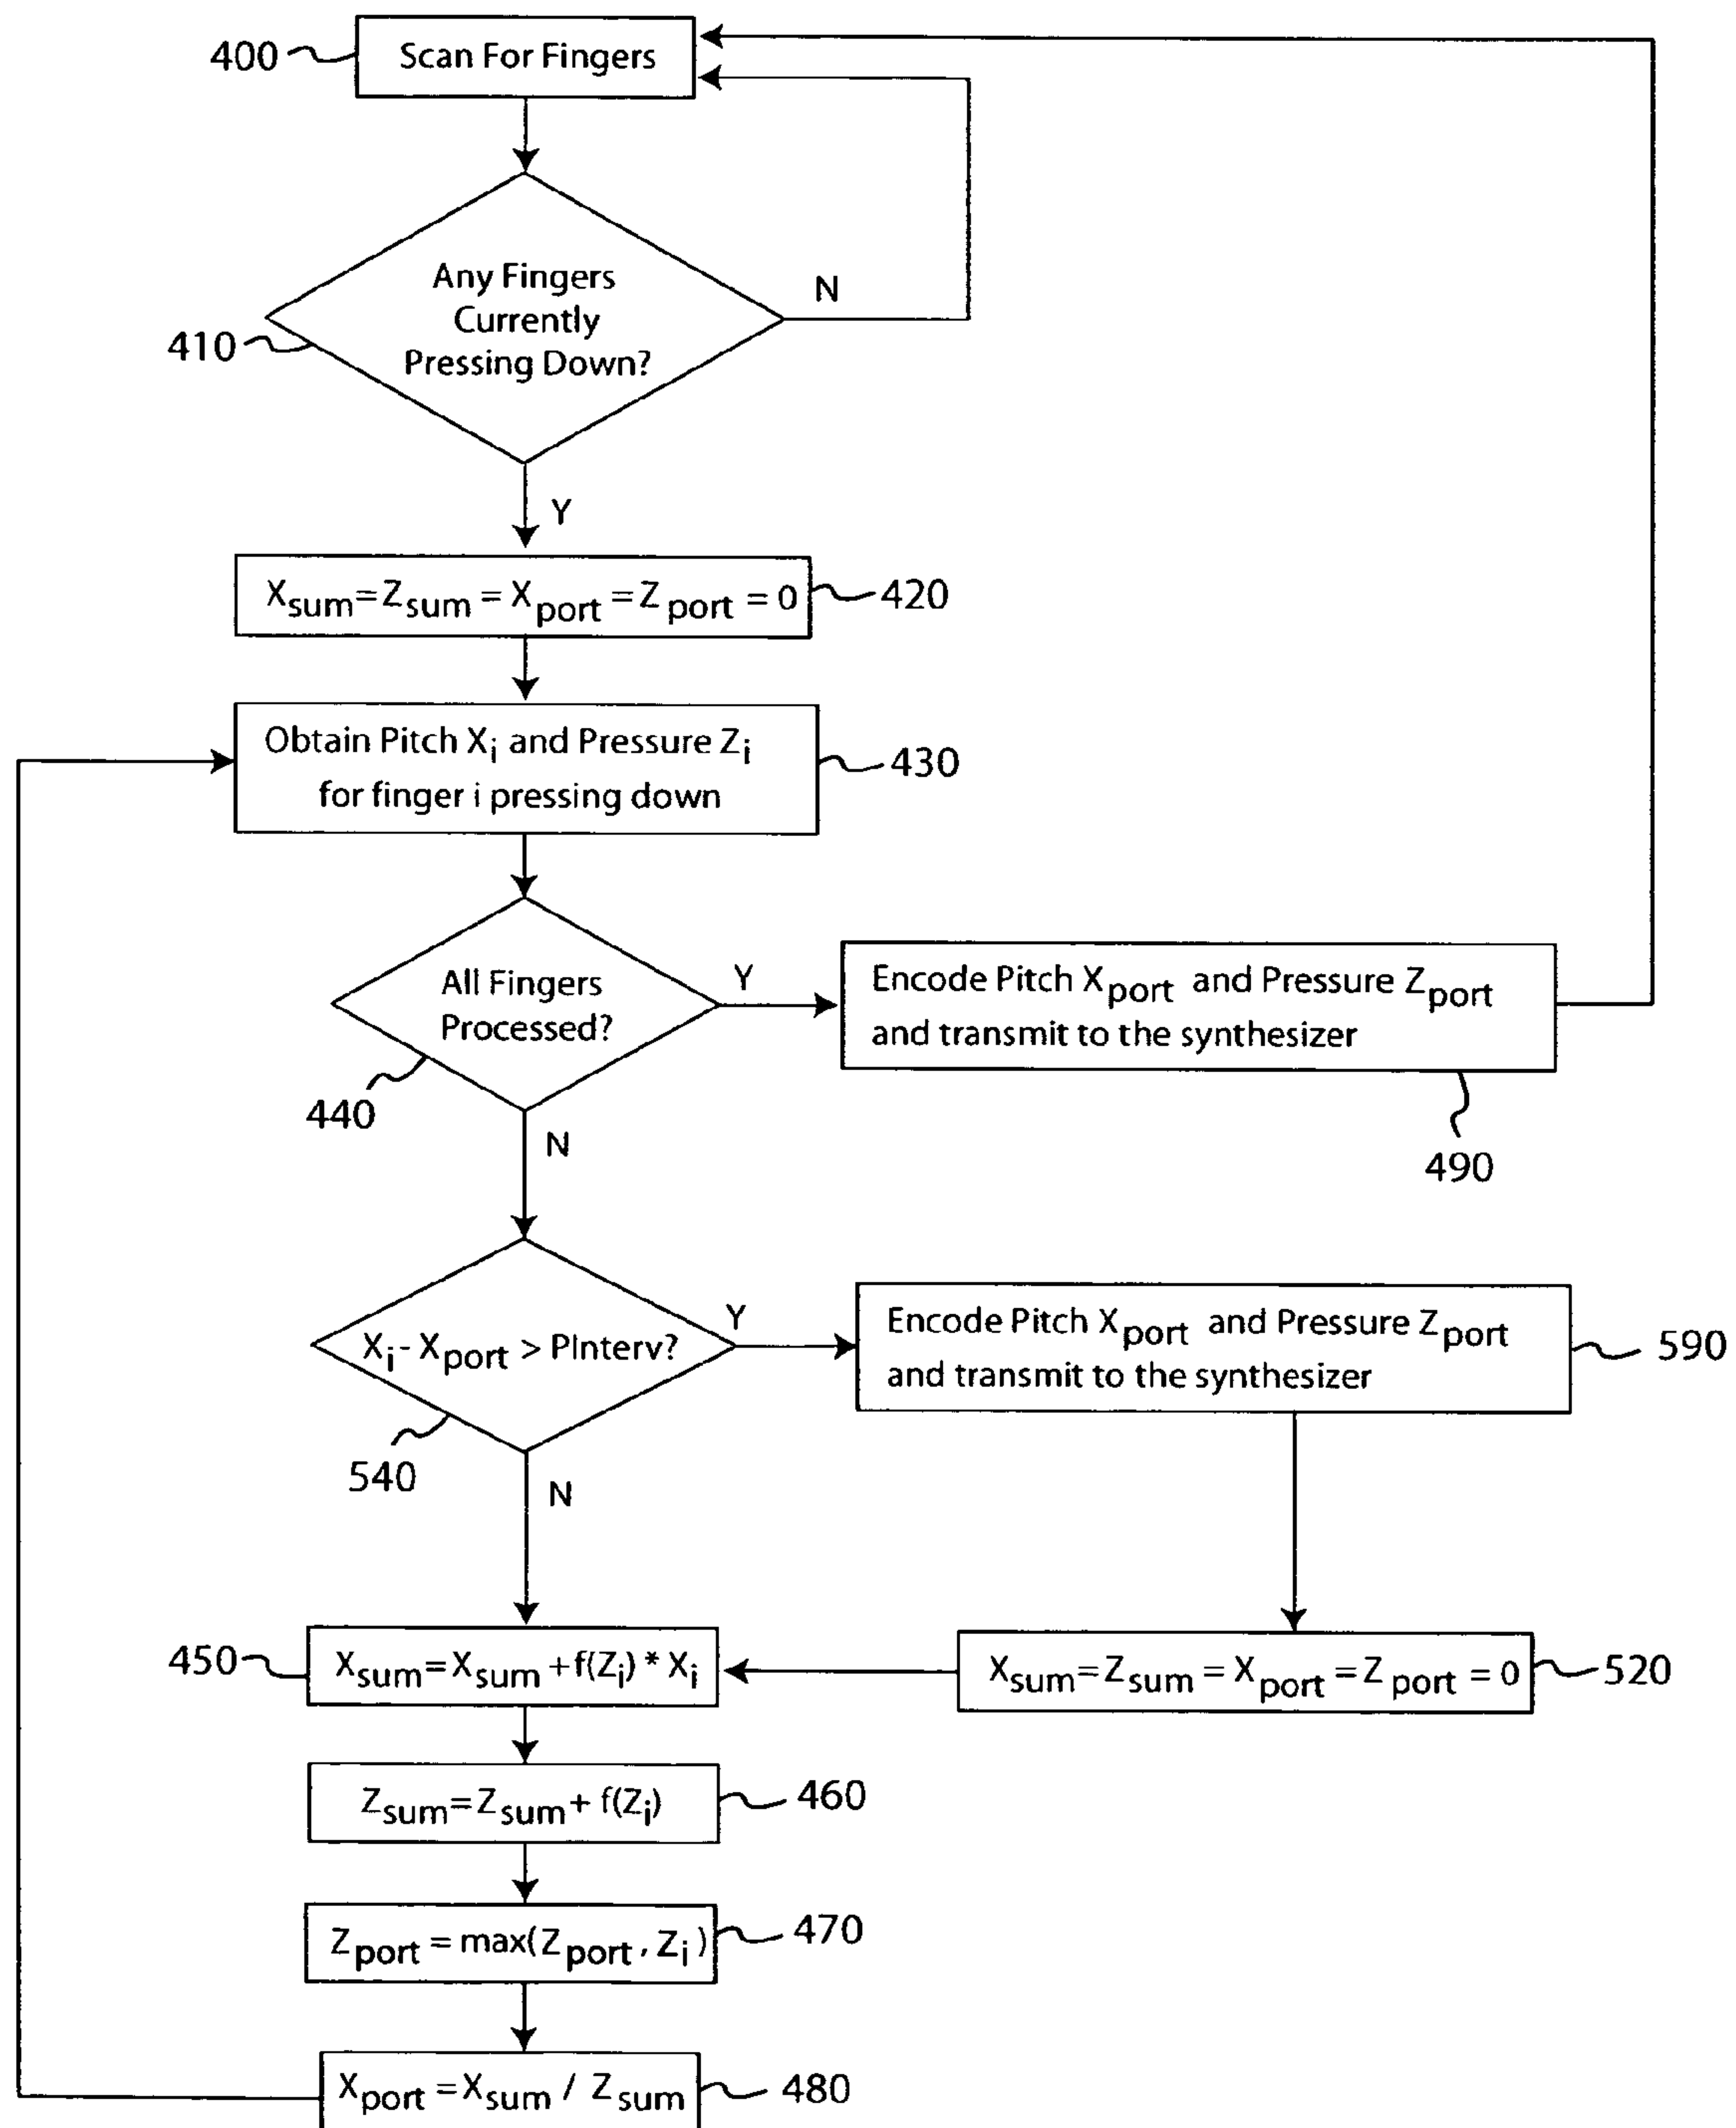 400
Scan For Fingers
Any Fingers
Currently
Pressing Down?
N
410
Y
Xsum=Zsum = Xport =Z port = 0
420
Obtain Pitch Xi and Pressure Zi
for finger i pressing down
430
All Fingers
Processed?
Y
440
N
Encode Pitch Xport and Pressure Zport
and transmit to the synthesizer
490
Xi - Xport > PInterv?
Y
540
N
Encode Pitch Xport and Pressure Zport
and transmit to the synthesizer
590
450
Xsum=Xsum +f(Zi) * Xi
Xsum=Zsum = Xport =Z port = 0
520
Zsum=Zsum + f(Zi)
460
Zport = max(Zport , Zi )
470
Xport =Xsum / Zsum
480